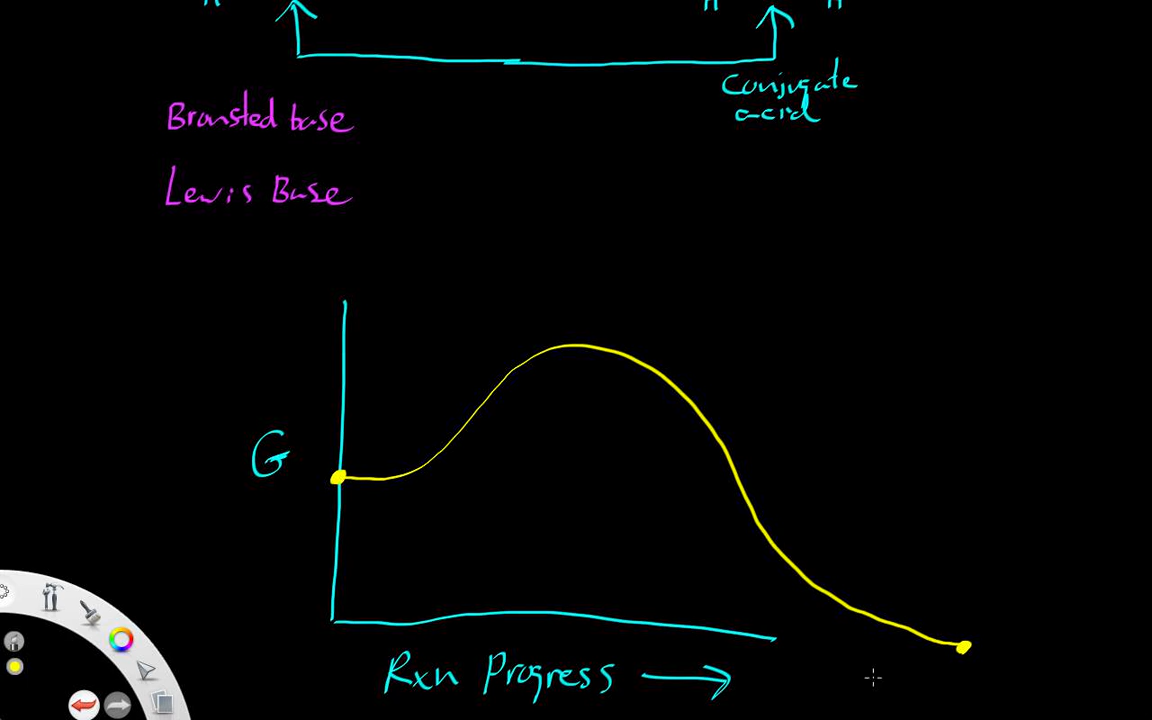 H H H
Conjugate
acid
Bronsted base
Lewis Base
G
Rxn Progress